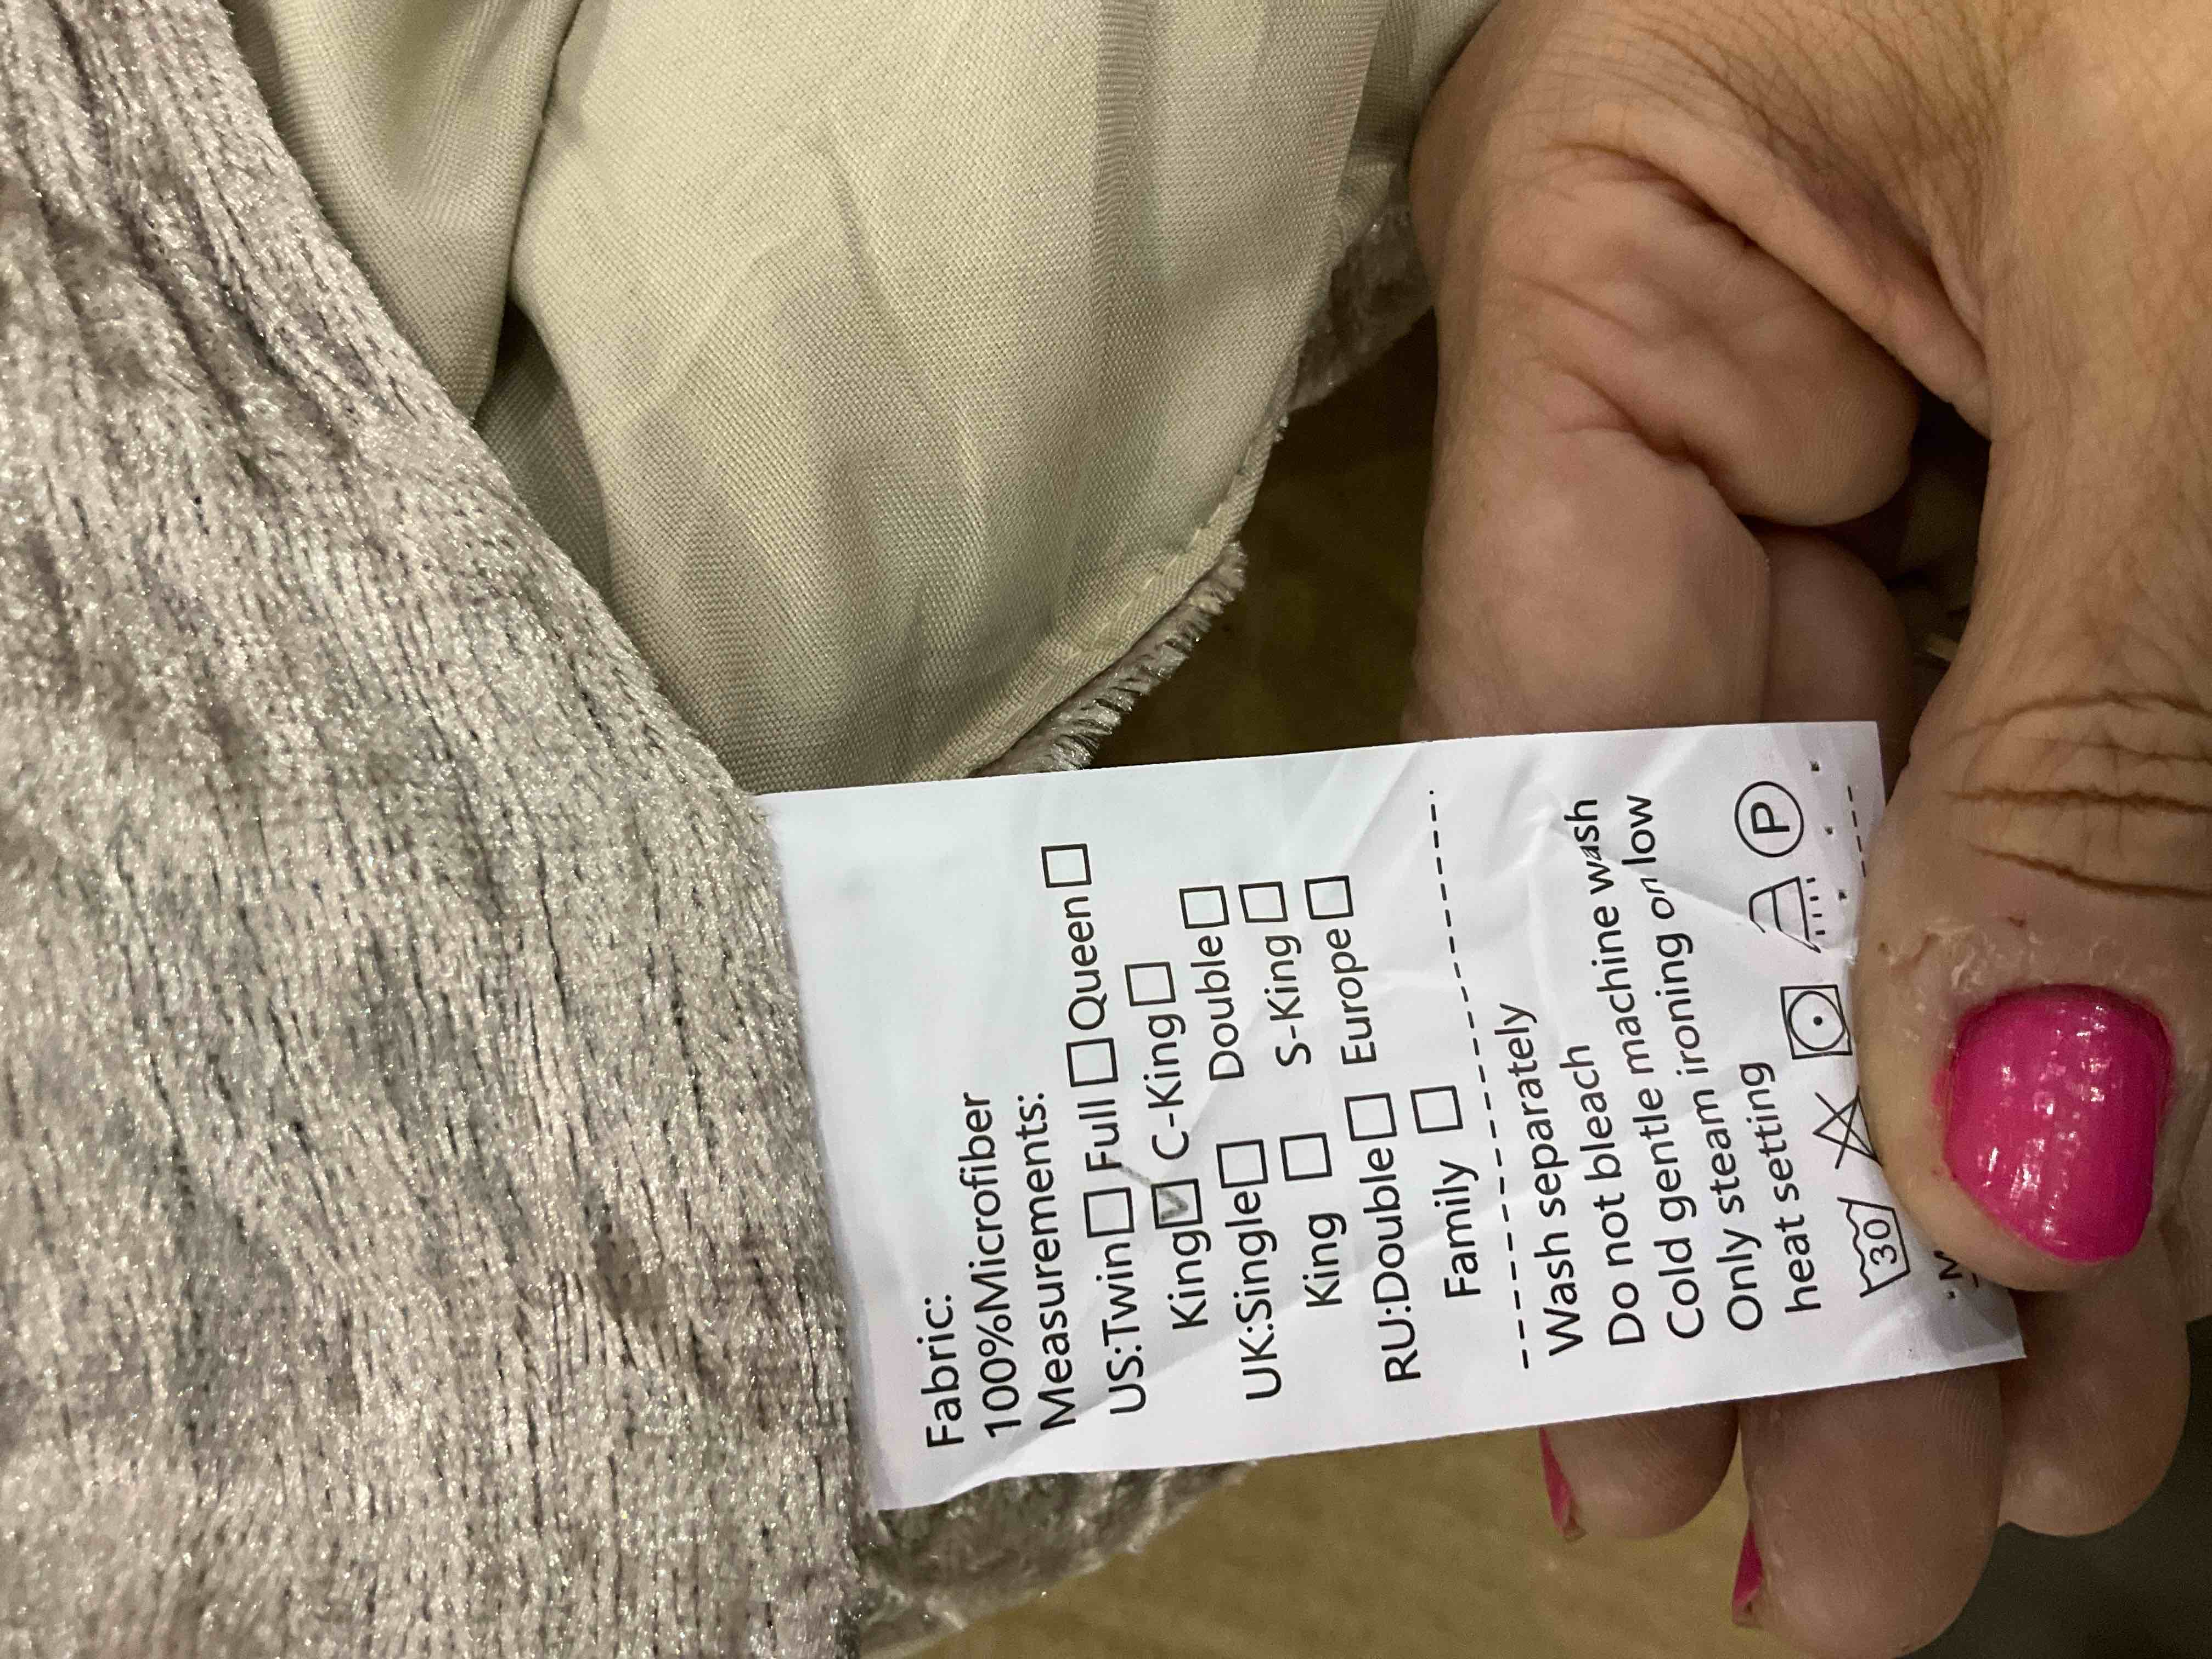 Fabric:
100%Microfiber
Measurements:
US:Twin□ Full □Queen□
King☑ C-King□
UK:Single□ Double□
King □ S-King□
RU:Double□ Europe□
Family □
Wash separately
Do not bleach
Cold gentle machine wash
Only steam ironing on low
heat setting
30 P